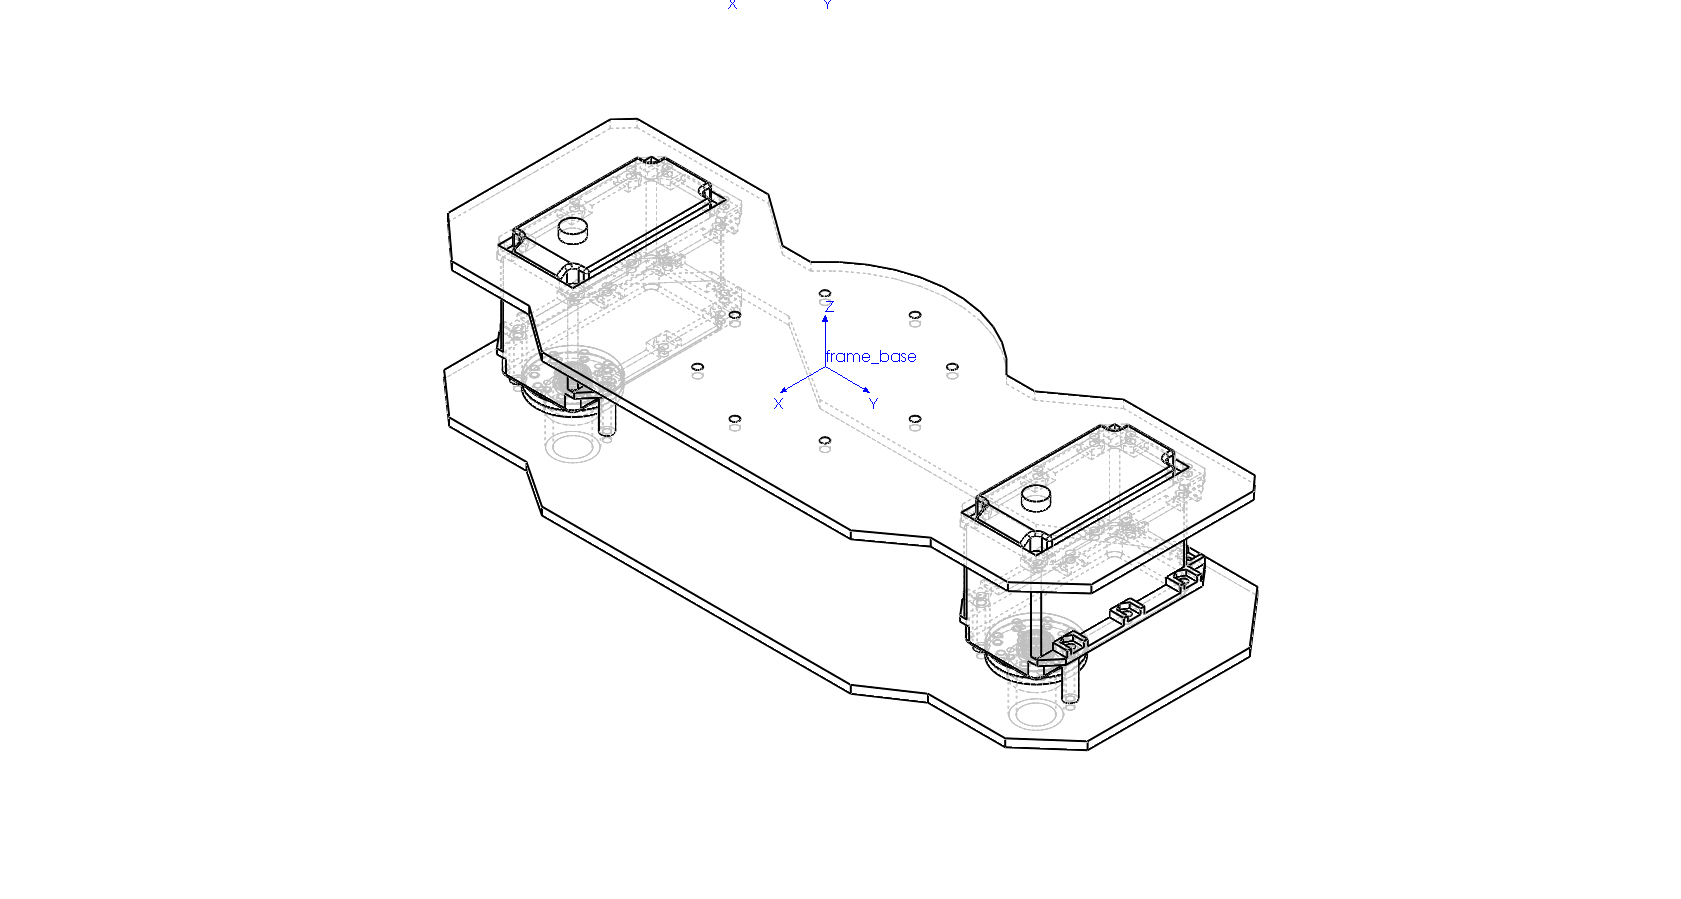 X Y
Z
frame_base
X Y